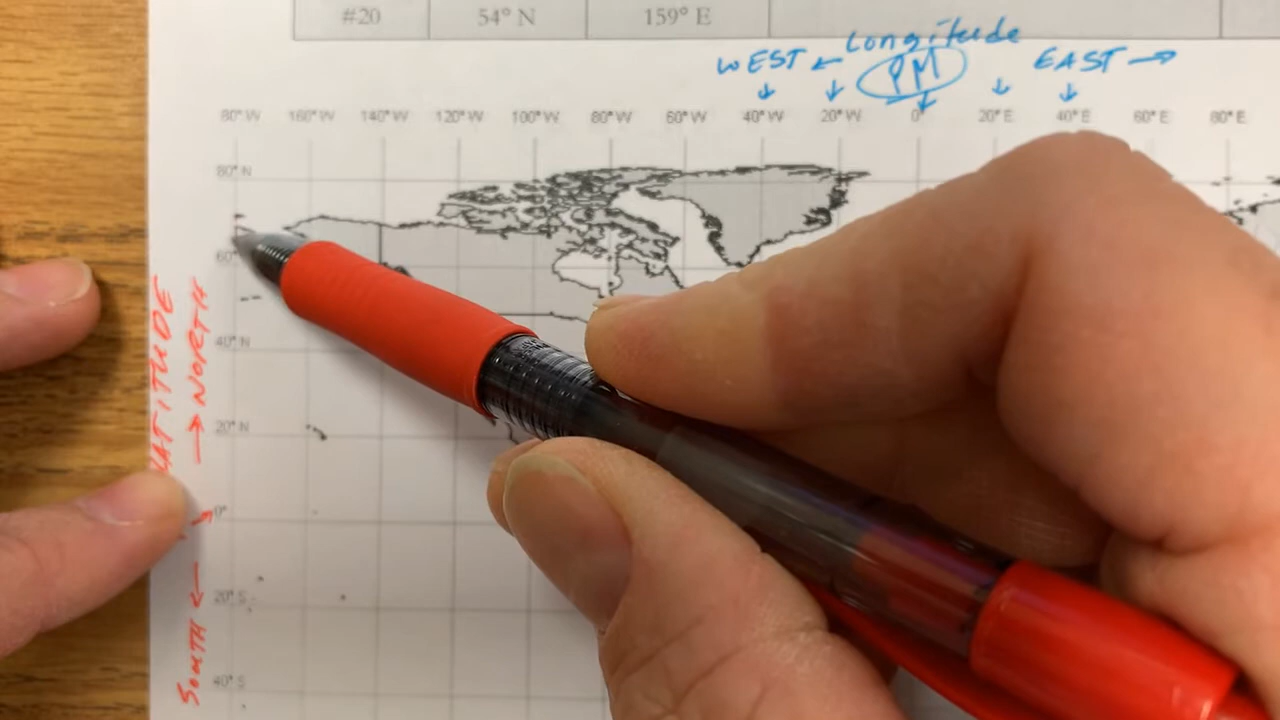 #20 54° N 159° E
Longitude
WEST ← PM EAST →
80° W 160° W 140° W 120° W 100° W 80° W 60° W 40° W 20° W 0° 20° E 40° E 60° E 80° E
80° N
60°
40° N
20° N
0°
20° S
40° S
LATITUDE
→ NORTH
SOUTH ←